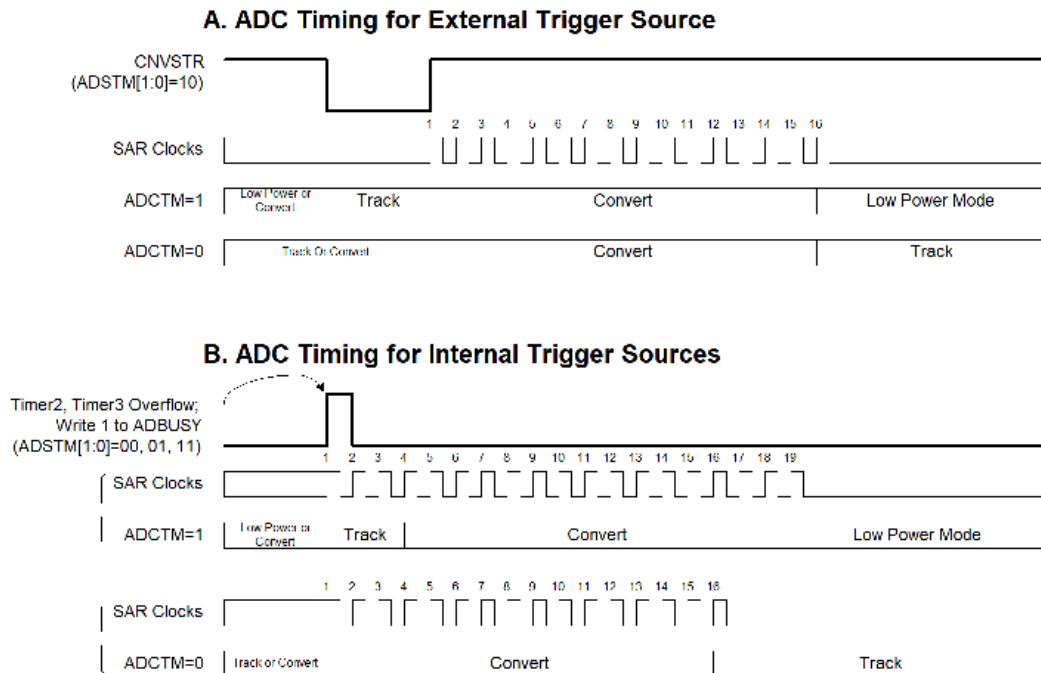 A. ADC Timing for External Trigger Source
CNVSTR
(ADSTM[1:0]=10)
1 2 3 4 5 6 7 8 9 10 11 12 13 14 15 16
SAR Clocks
ADCTM=1
Low Power or
Convert
Track
Convert
Low Power Mode
ADCTM=0
Track Or Convert
Convert
Track
B. ADC Timing for Internal Trigger Sources
Timer2, Timer3 Overflow;
Write 1 to ADBUSY
(ADSTM[1:0]=00, 01, 11)
1 2 3 4 5 6 7 8 9 10 11 12 13 14 15 16 17 18 19
SAR Clocks
ADCTM=1
Low Power or
Convert
Track
Convert
Low Power Mode
1 2 3 4 5 6 7 8 9 10 11 12 13 14 15 16
SAR Clocks
ADCTM=0
Track or Convert
Convert
Track